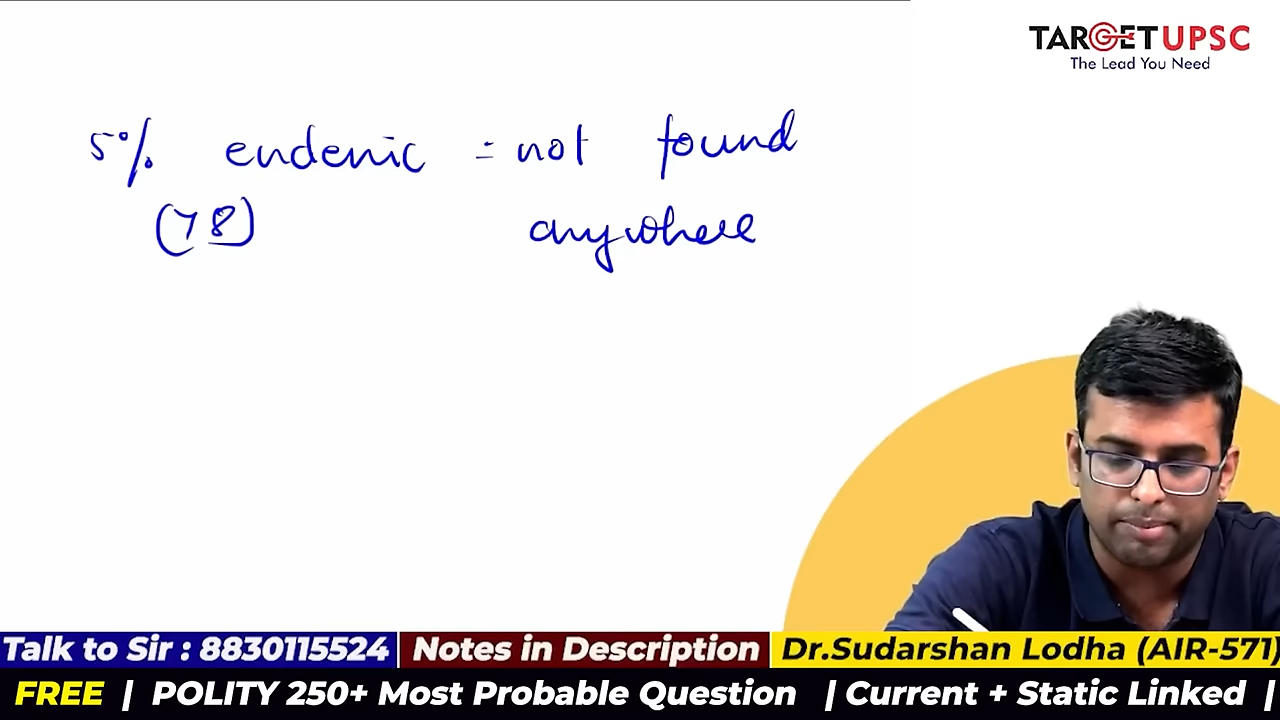 TARGETUPSC
The Lead You Need
5% endemic = not found
(78) anywhere
Talk to Sir : 8830115524 Notes in Description Dr.Sudarshan Lodha (AIR-571)
FREE | POLITY 250+ Most Probable Question | Current + Static Linked |